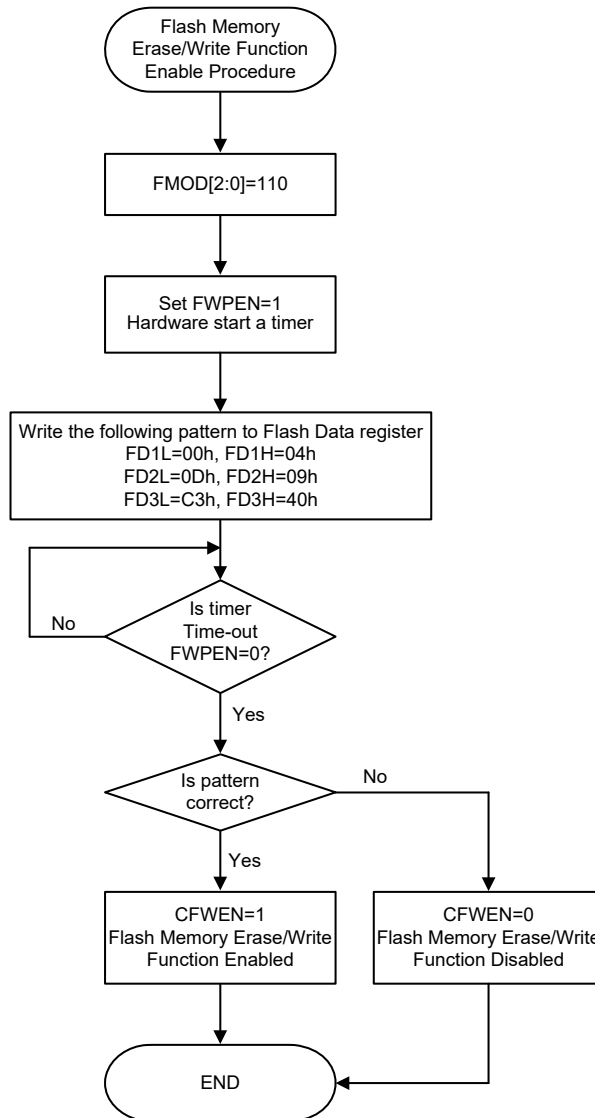 Flash Memory
Erase/Write Function
Enable Procedure
FMOD[2:0]=110
Set FWPEN=1
Hardware start a timer
Write the following pattern to Flash Data register
FD1L=00h, FD1H=04h
FD2L=0Dh, FD2H=09h
FD3L=C3h, FD3H=40h
Is timer
Time-out
FWPEN=0?
No
Yes
Is pattern
correct?
No
Yes
CFWEN=1
Flash Memory Erase/Write
Function Enabled
CFWEN=0
Flash Memory Erase/Write
Function Disabled
END